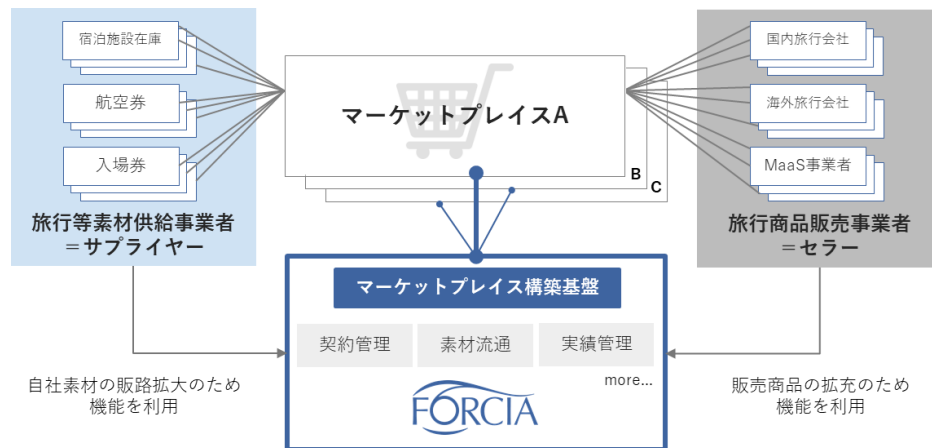 宿泊施設在庫
航空券
入場券
旅行等素材供給事業者
＝サプライヤー
マーケットプレイスA
B
C
国内旅行会社
海外旅行会社
MaaS事業者
旅行商品販売事業者
＝セラー
マーケットプレイス構築基盤
契約管理
素材流通
実績管理
more...
FORCIA
自社素材の販路拡大のため
機能を利用
販売商品の拡充のため
機能を利用